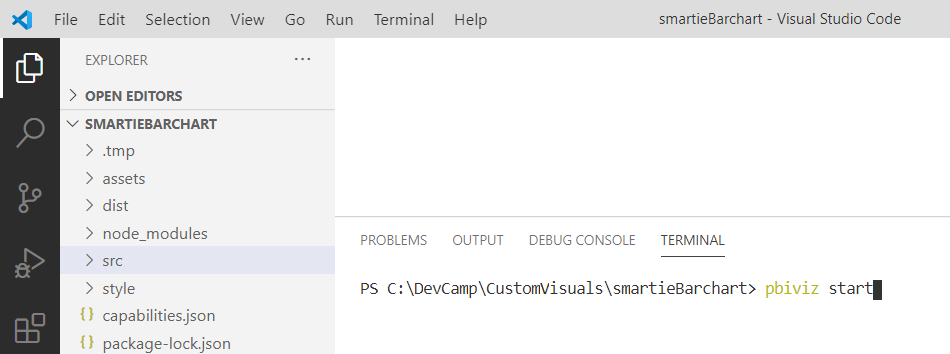 File Edit Selection View Go Run Terminal Help smartieBarchart - Visual Studio Code
EXPLORER ...
OPEN EDITORS
SMARTIEBARCHART
.tmp
assets
dist
node_modules
src
style
{} capabilities.json
{} package-lock.json
PROBLEMS OUTPUT DEBUG CONSOLE TERMINAL
PS C:\DevCamp\CustomVisuals\smartieBarchart> pbiviz start